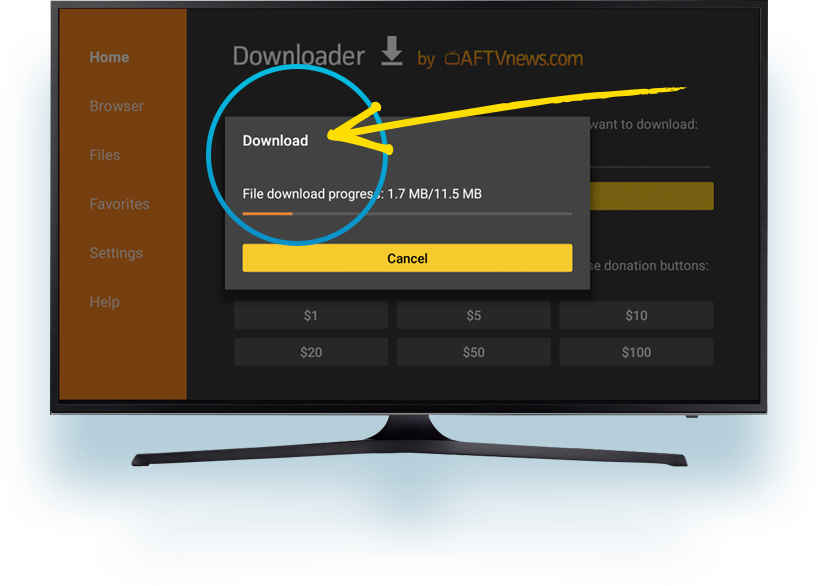 Home
Downloader by AFTVnews.com
Browser
Files
Favorites
Settings
Help
want to download:
Download
File download progress: 1.7 MB/11.5 MB
Cancel
se donation buttons:
$1 $5 $10
$20 $50 $100